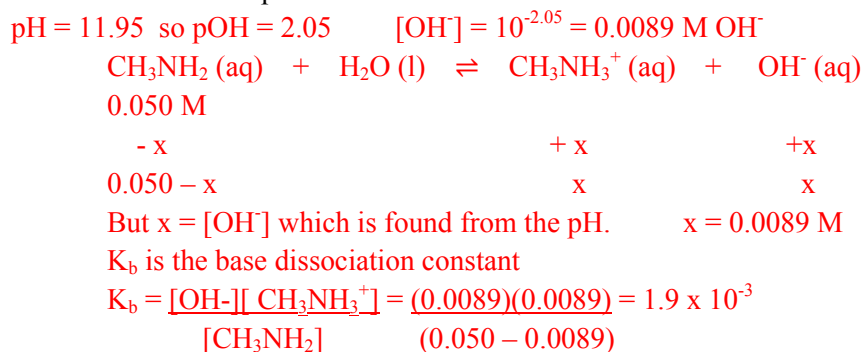 pH = 11.95 so pOH = 2.05 [OH⁻] = 10⁻²·⁰⁵ = 0.0089 M OH⁻
CH₃NH₂ (aq) + H₂O (l) ⇌ CH₃NH₃⁺ (aq) + OH⁻ (aq)
0.050 M
- x + x +x
0.050 – x x x
But x = [OH⁻] which is found from the pH. x = 0.0089 M
K_b is the base dissociation constant
K_b = [OH-][ CH₃NH₃⁺] = (0.0089)(0.0089) = 1.9 x 10⁻³
[CH₃NH₂] (0.050 – 0.0089)